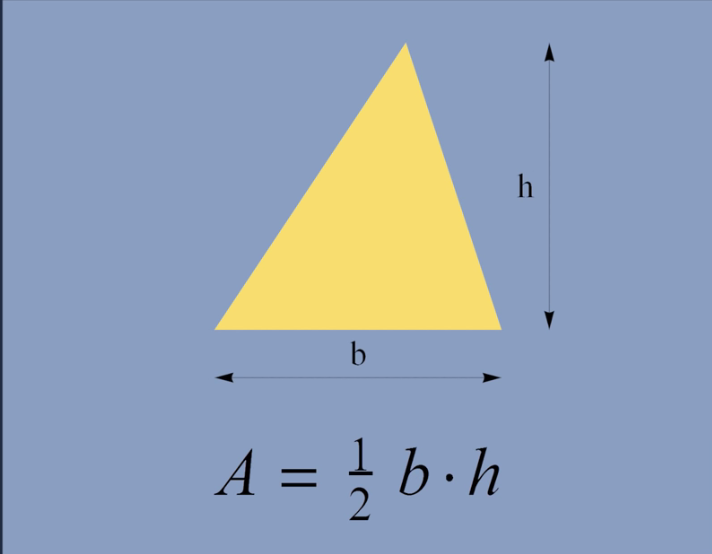 h
b
A = 1/2 b · h